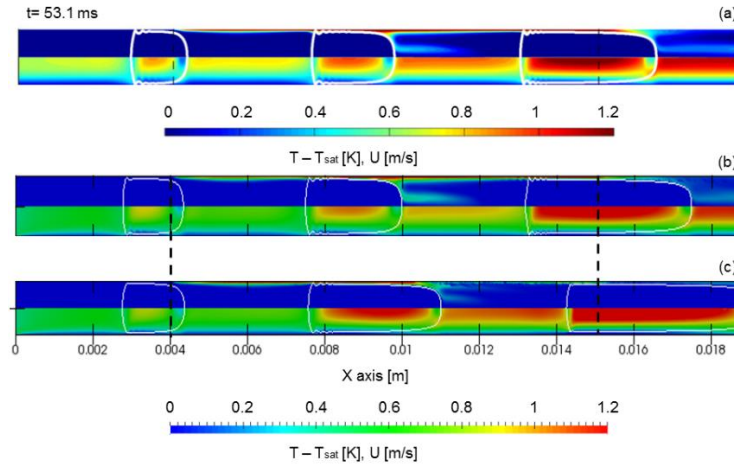 t= 53.1 ms
(a)
0 0.2 0.4 0.6 0.8 1 1.2
T – Tsat [K], U [m/s]
(b)
(c)
0 0.002 0.004 0.006 0.008 0.01 0.012 0.014 0.016 0.018
X axis [m]
0 0.2 0.4 0.6 0.8 1 1.2
T – Tsat [K], U [m/s]